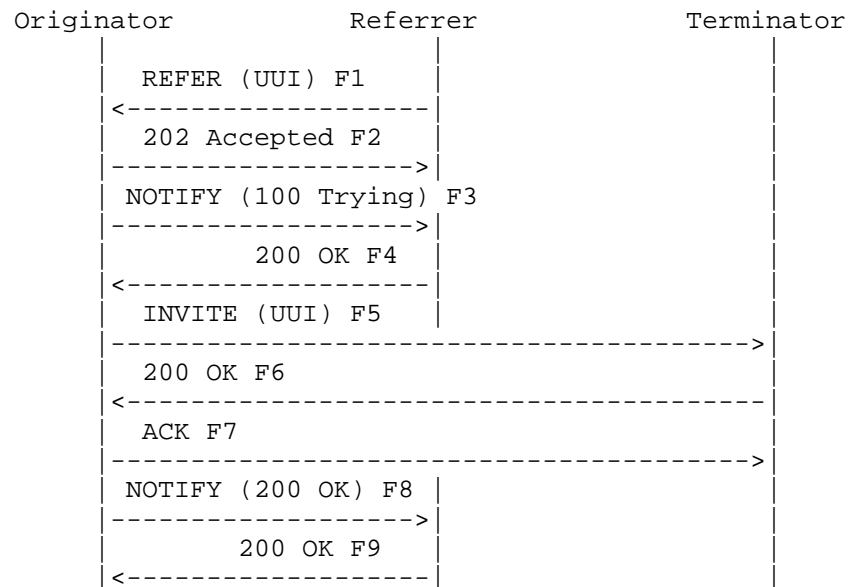 Originator Referrer Terminator
REFER (UUI) F1
202 Accepted F2
NOTIFY (100 Trying) F3
200 OK F4
INVITE (UUI) F5
200 OK F6
ACK F7
NOTIFY (200 OK) F8
200 OK F9